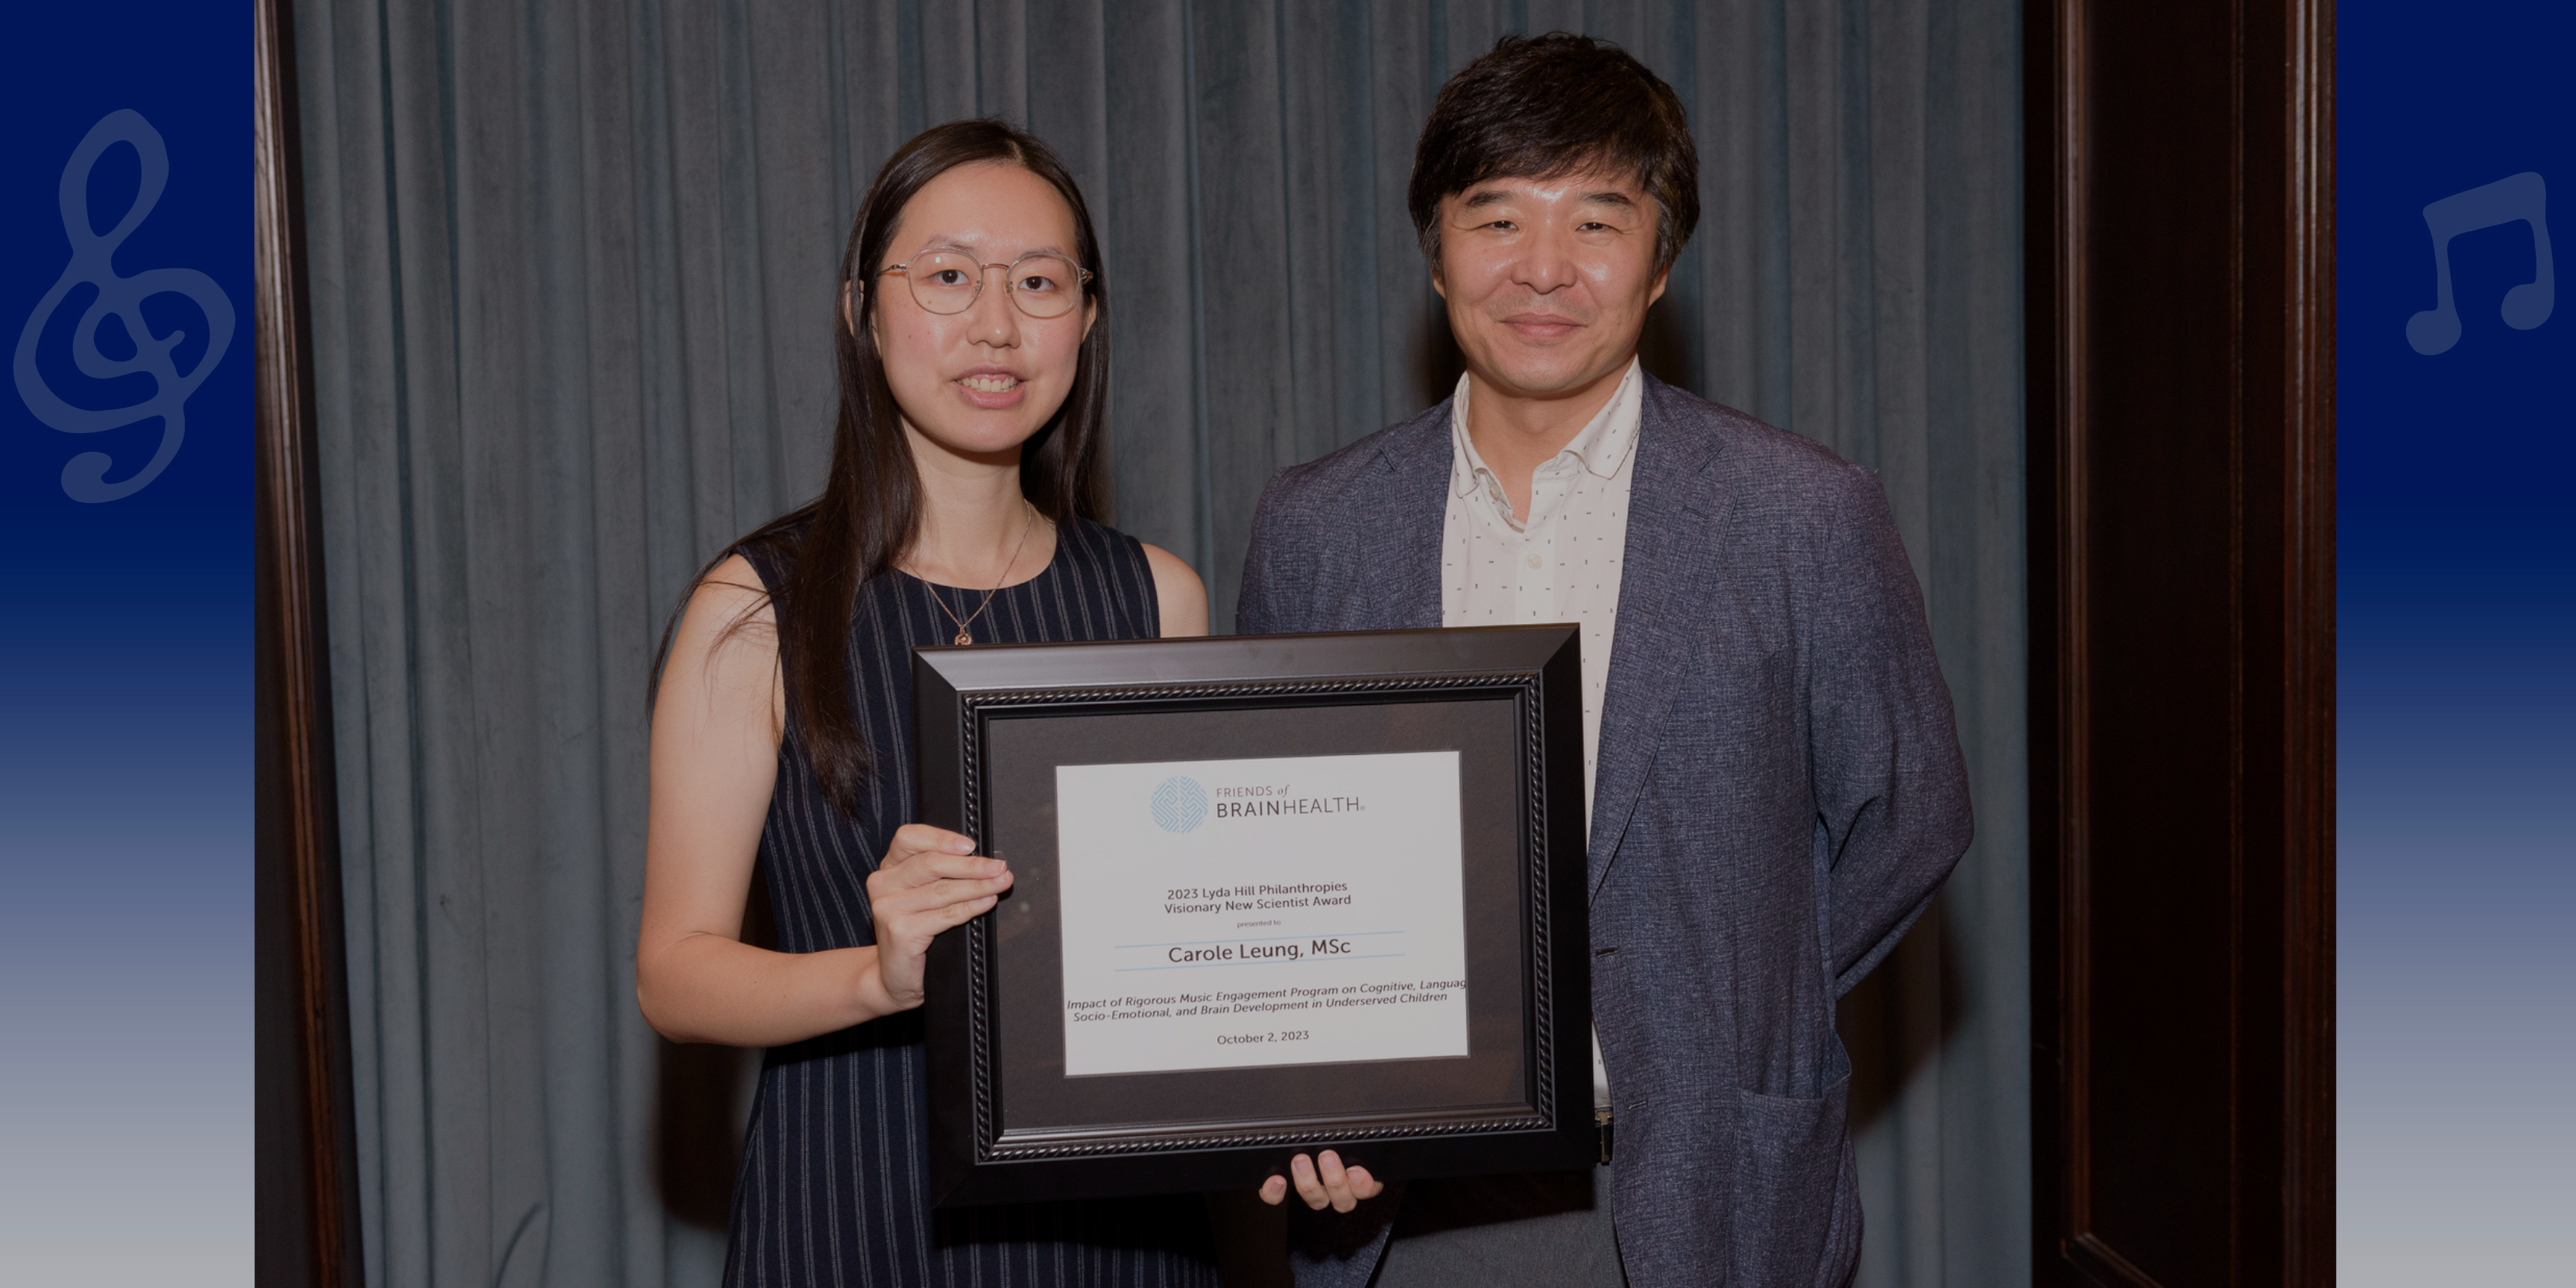 FRIENDS of
BRAINHEALTH®
2023 Lyda Hill Philanthropies
Visionary New Scientist Award
presented to
Carole Leung, MSc
Impact of Rigorous Music Engagement Program on Cognitive, Languag
Socio-Emotional, and Brain Development in Underserved Children
October 2, 2023